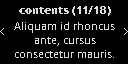 contents (11/18)
Aliquam id rhoncus
< ante, cursus >
consectetur mauris.